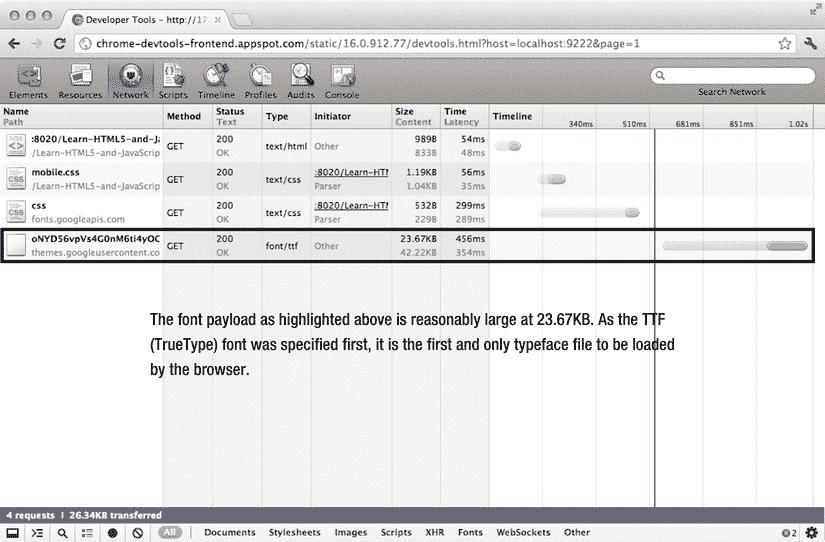 Developer Tools - http://17
chrome-devtools-frontend.appspot.com/static/16.0.912.77/devtools.html?host=localhost:9222&page=1
Elements Resources Network Scripts Timeline Profiles Audits Console
Search Network
Name Path Method Status Text Type Initiator Size Content Time Latency Timeline 340ms 510ms 681ms 851ms 1.02s
:8020/Learn-HTML5-and-Ja 200 989B 54ms
/Learn-HTML5-and-JavaScrip GET OK text/html Other 833B 48ms
mobile.css 200 :8020/Learn-HTM 1.19KB 56ms
/Learn-HTML5-and-JavaScrip GET OK text/css Parser 1.04KB 35ms
css 200 :8020/Learn-HTM 532B 299ms
fonts.googleapis.com GET OK text/css Parser 229B 289ms
oNYD56vpVs4G0nM6ti4yOC 200 23.67KB 456ms
themes.googleusercontent.co GET OK font/ttf Other 42.22KB 354ms
The font payload as highlighted above is reasonably large at 23.67KB. As the TTF
(TrueType) font was specified first, it is the first and only typeface file to be loaded
by the browser.
4 requests | 26.34KB transferred
All Documents Stylesheets Images Scripts XHR Fonts WebSockets Other 2